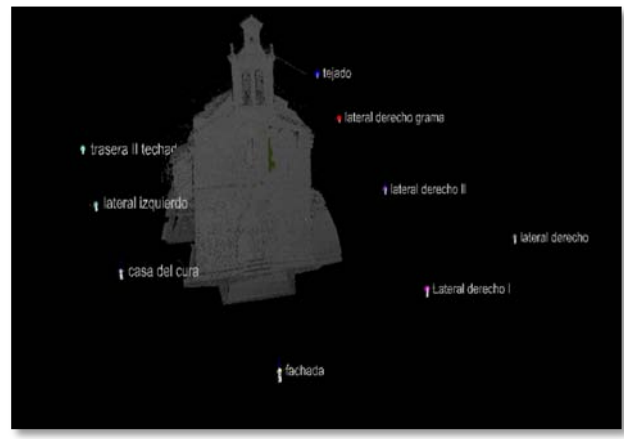 tejado
lateral derecho grama
trasera II techad
lateral derecho II
lateral izquierdo
lateral derecho
casa del cura
Lateral derecho I
fachada